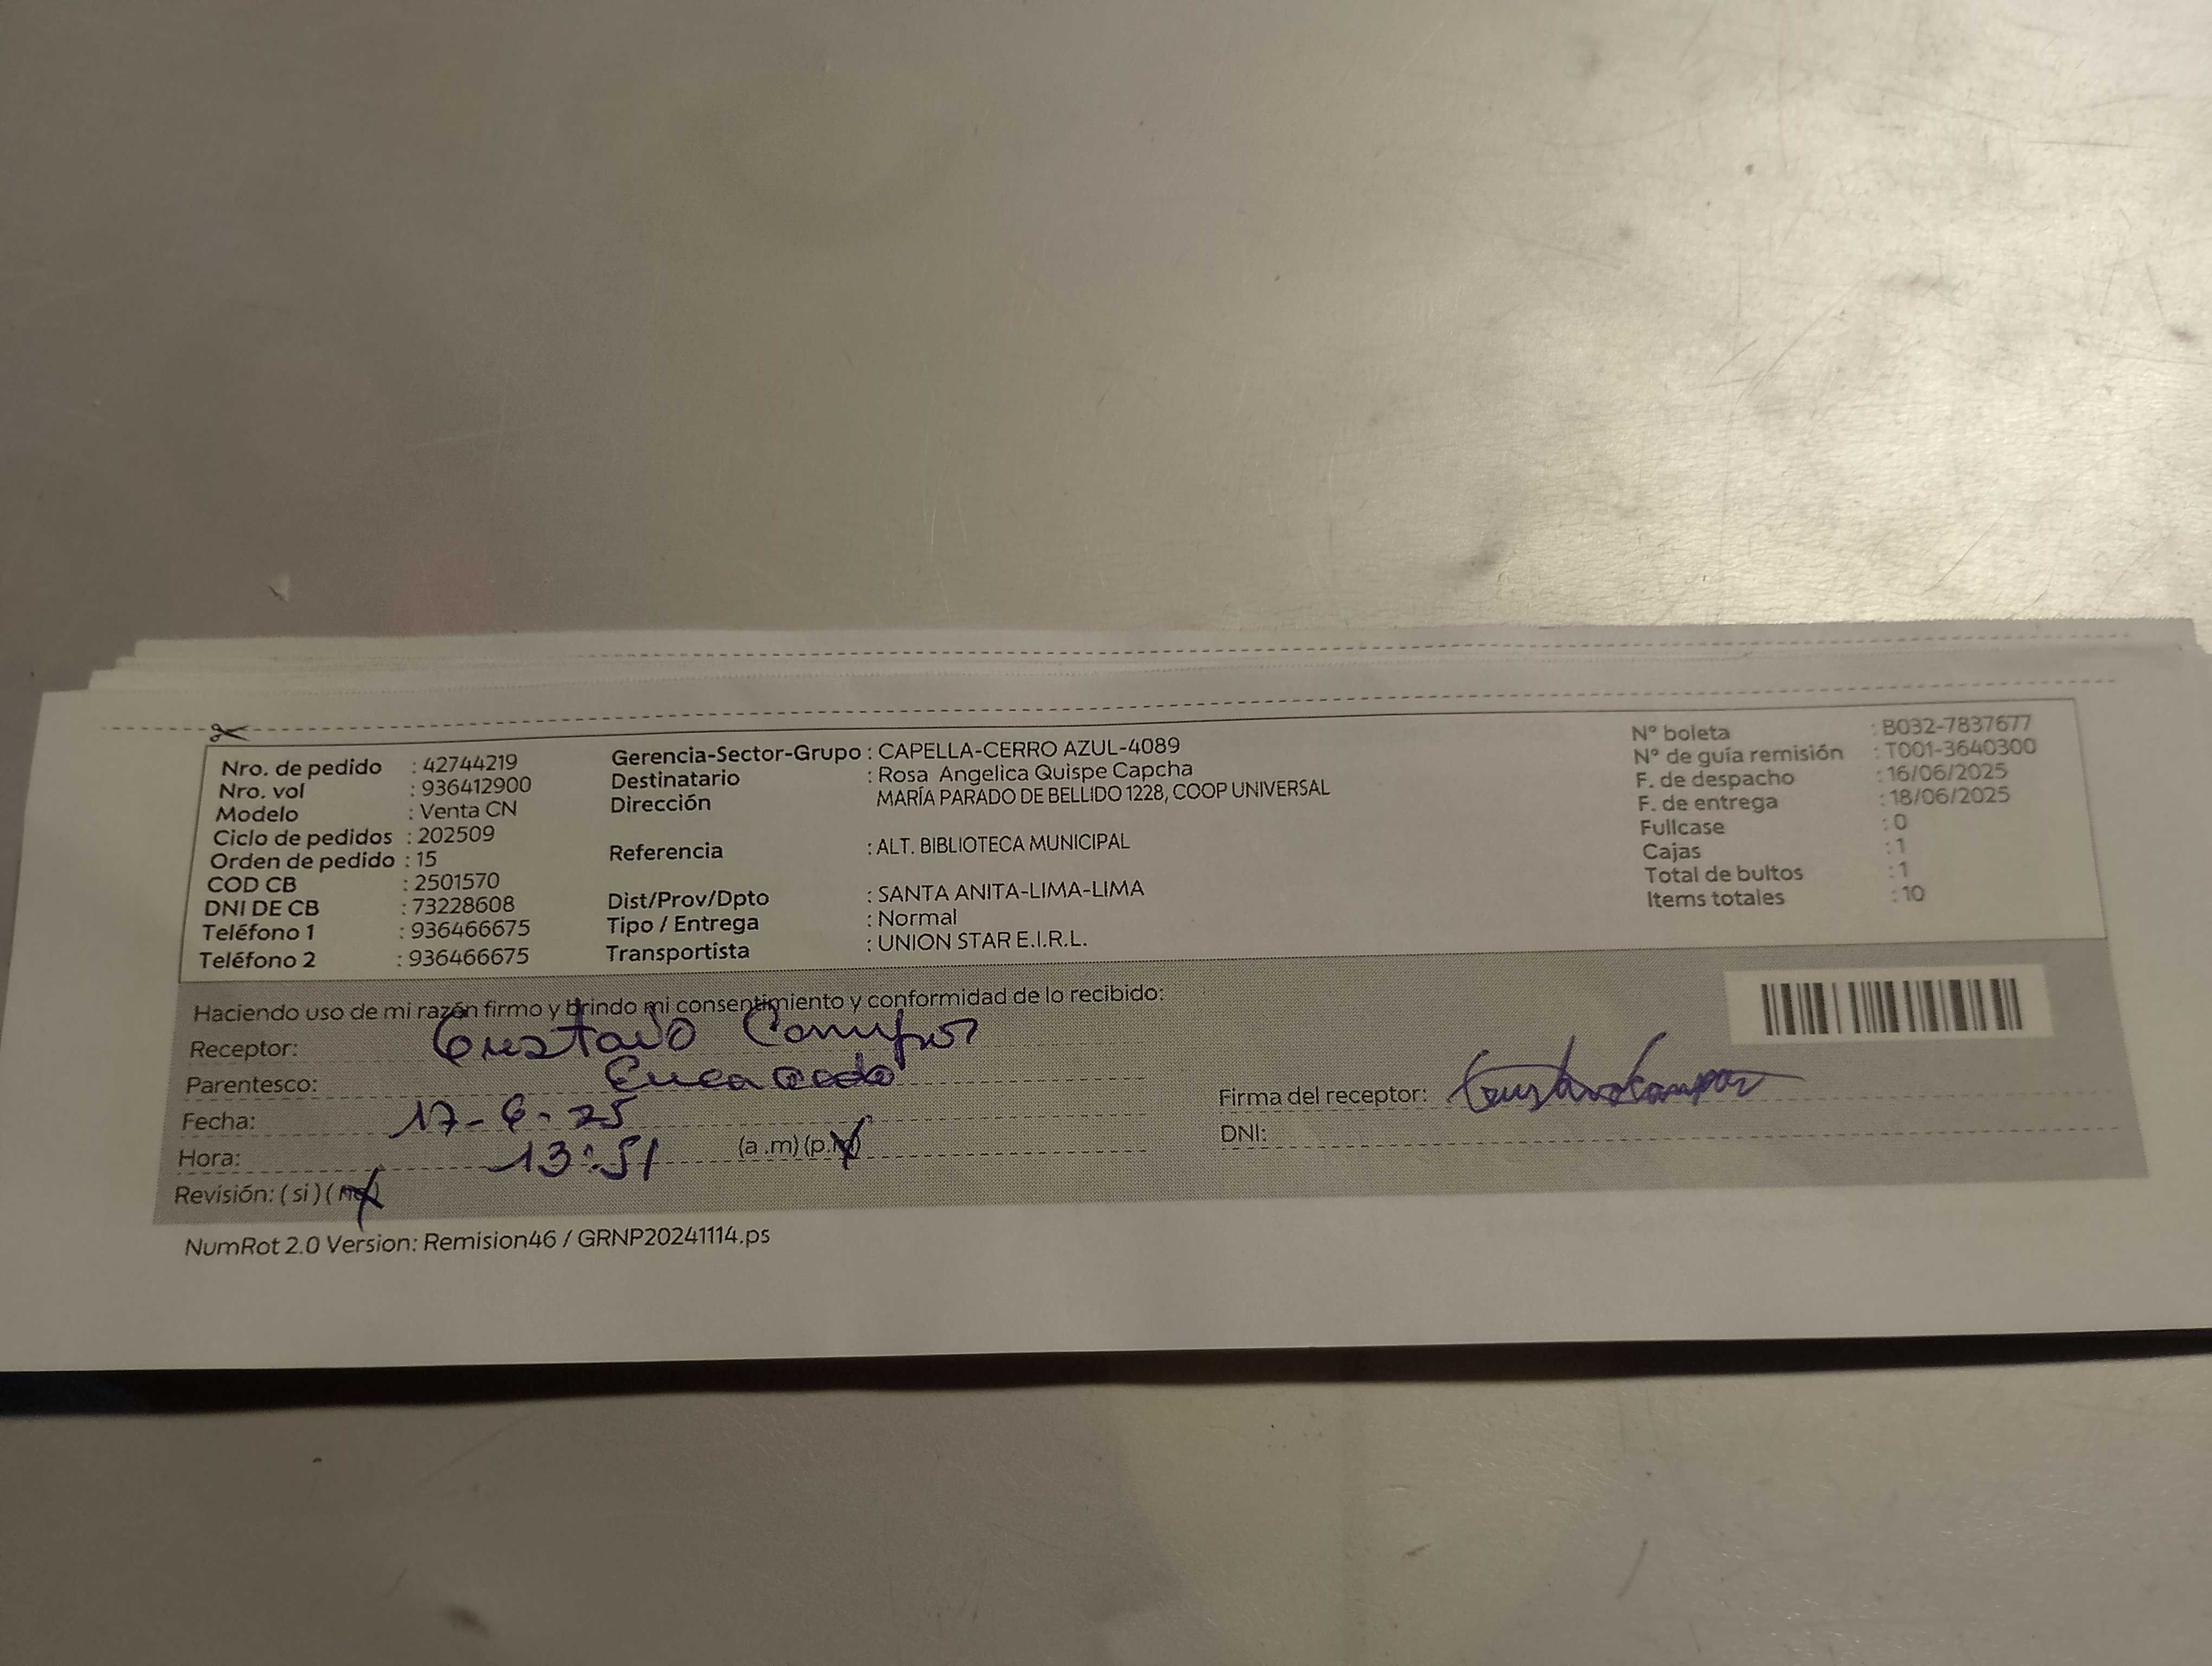 Nro. de pedido : 42744219
Nro. vol : 936412900
Modelo : Venta CN
Ciclo de pedidos : 202509
Orden de pedido : 15
COD CB : 2501570
DNI DE CB : 73228608
Teléfono 1 : 936466675
Teléfono 2 : 936466675
Gerencia-Sector-Grupo : CAPELLA-CERRO AZUL-4089
Destinatario : Rosa Angelica Quispe Capcha
Dirección MARÍA PARADO DE BELLIDO 1228, COOP UNIVERSAL
Referencia : ALT. BIBLIOTECA MUNICIPAL
Dist/Prov/Dpto : SANTA ANITA-LIMA-LIMA
Tipo / Entrega : Normal
Transportista : UNION STAR E.I.R.L.
N° boleta : B032-7837677
N° de guía remisión : T001-3640300
F. de despacho : 16/06/2025
F. de entrega : 18/06/2025
Fullcase : 0
Cajas : 1
Total de bultos : 1
Items totales : 10
Haciendo uso de mi razón firmo y brindo mi consentimiento y conformidad de lo recibido:
Receptor: Gustavo Campos
Parentesco:
Fecha: 17-6-25
Hora: 13:51 (a.m)(p.m)
Revisión: (si) (no)
Firma del receptor:
DNI:
NumRot 2.0 Version: Remision46 / GRNP20241114.ps